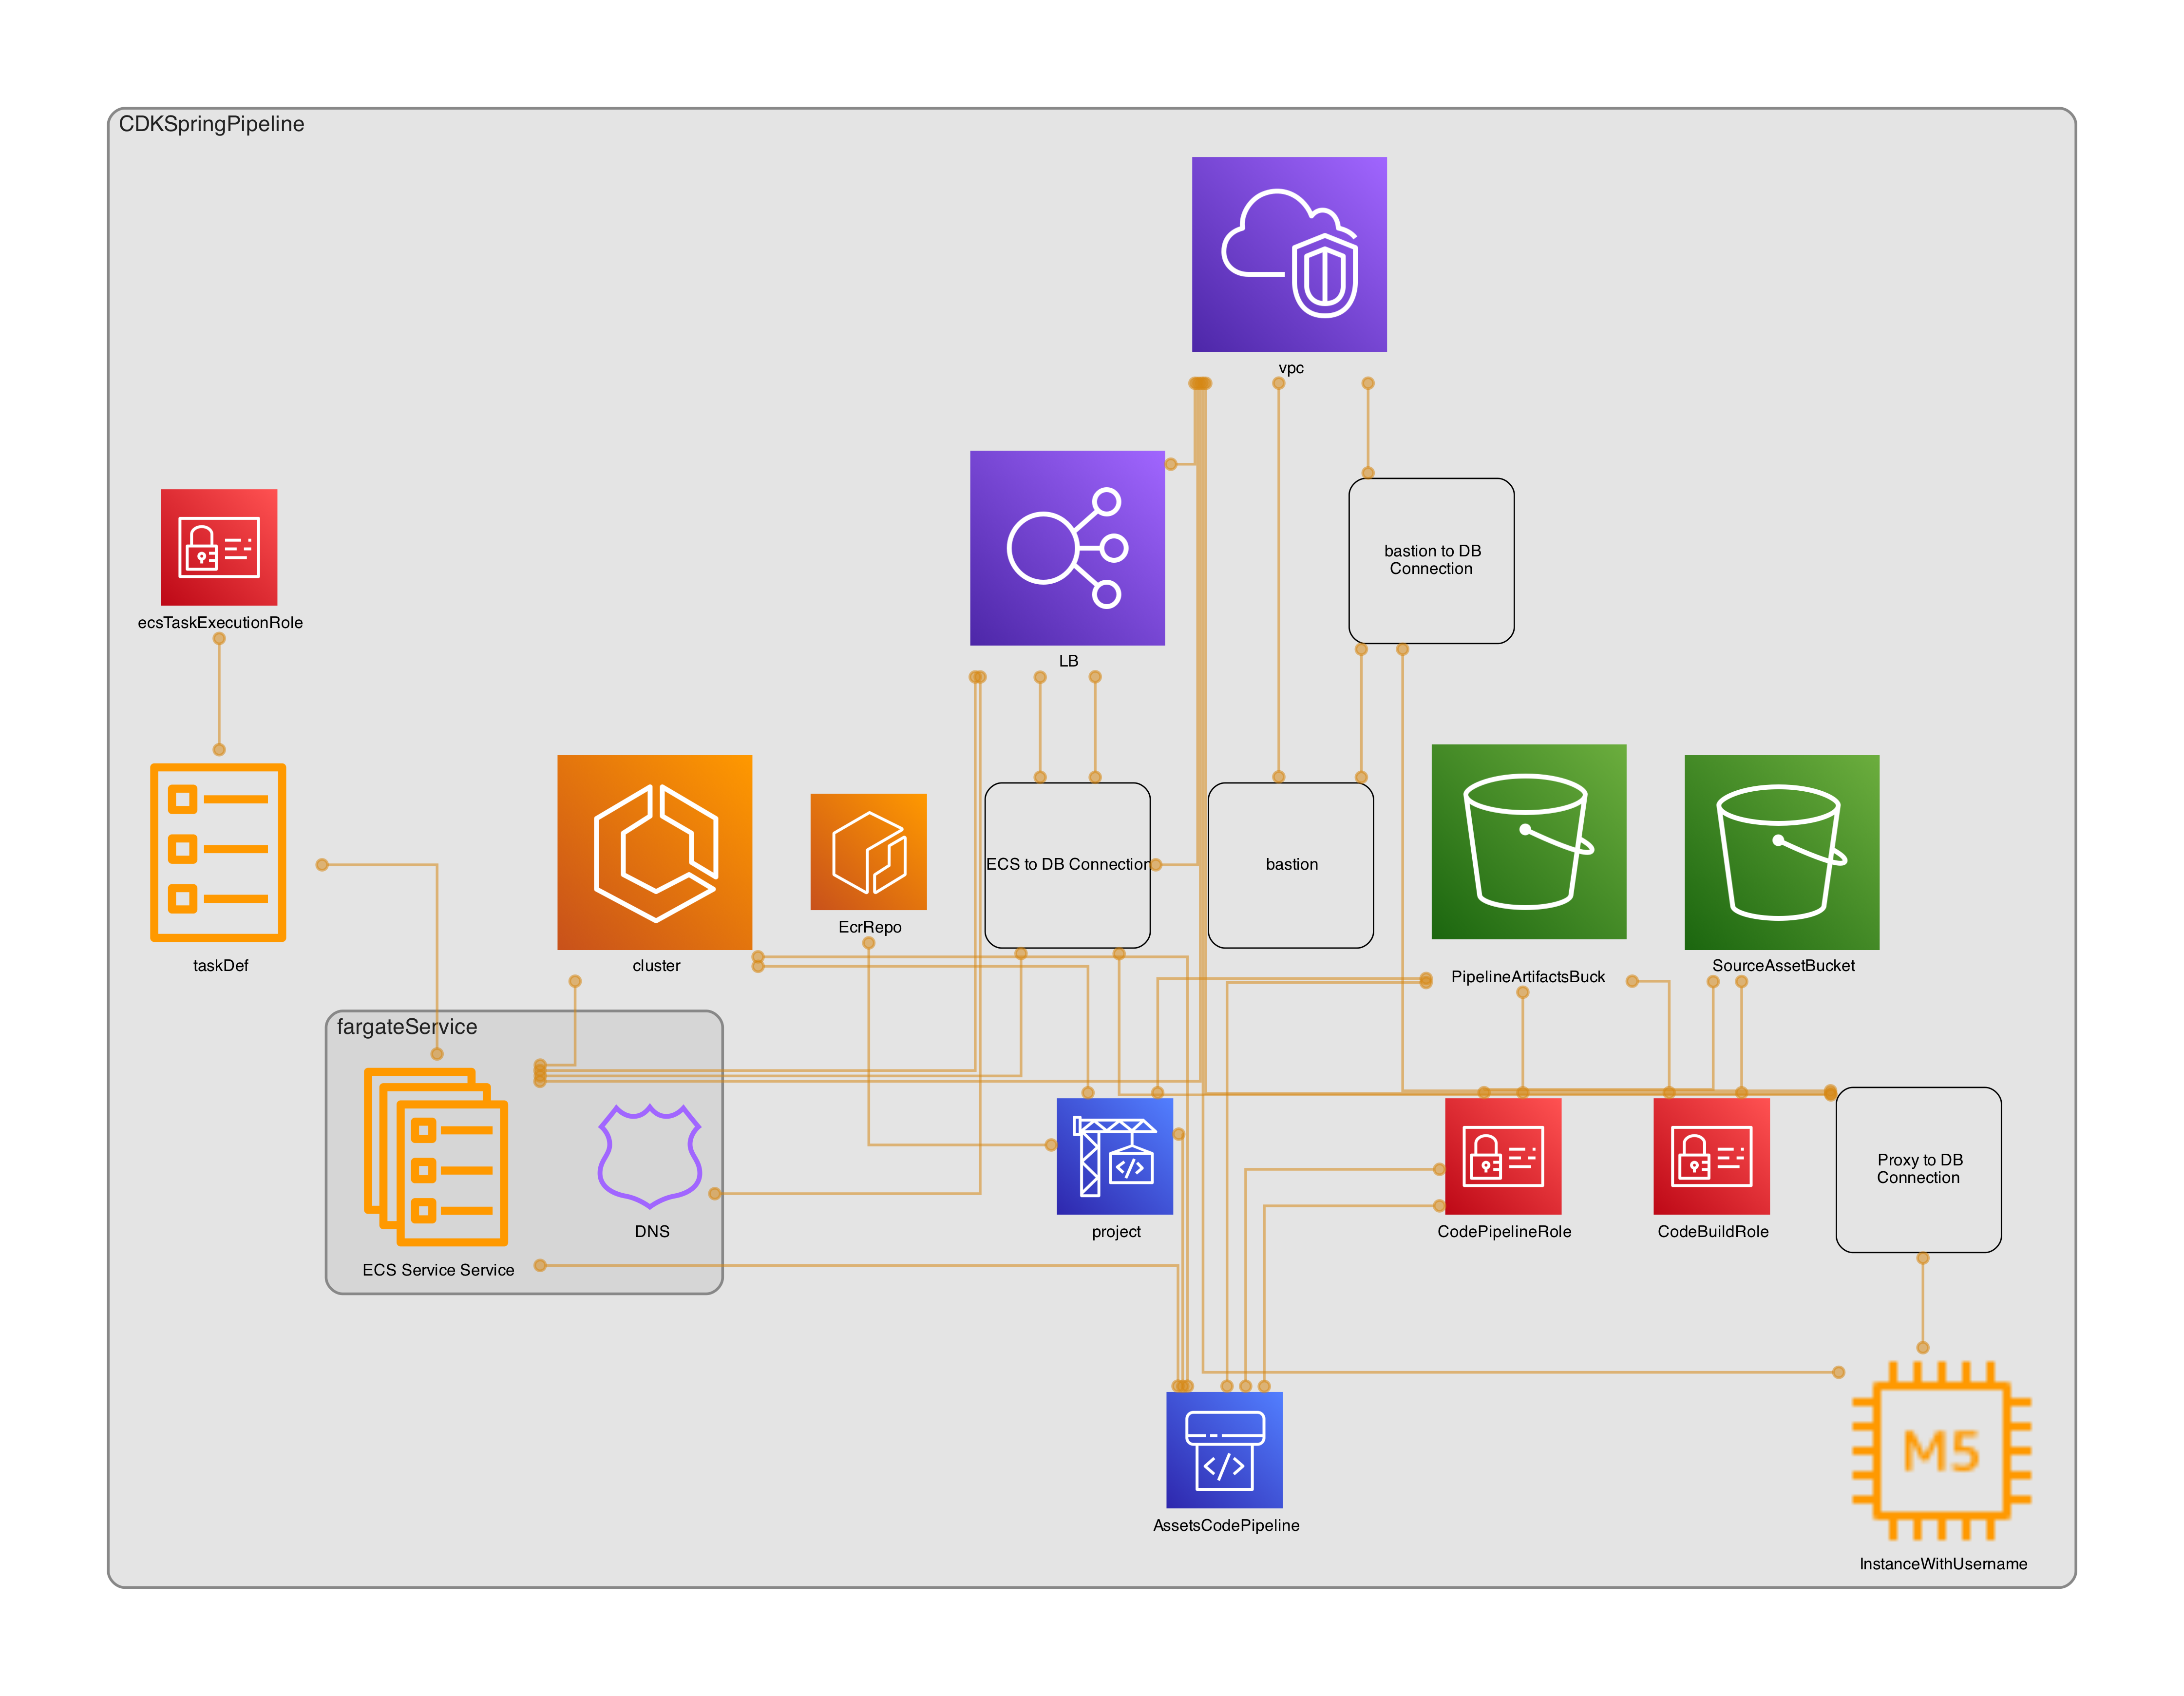 CDKSpringPipeline
vpc
bastion to DB
Connection
ecsTaskExecutionRole
LB
ECS to DB Connection
bastion
EcrRepo
taskDef
cluster
PipelineArtifactsBuck
SourceAssetBucket
fargateService
Proxy to DB
Connection
DNS
project
CodePipelineRole
CodeBuildRole
ECS Service Service
M5
AssetsCodePipeline
InstanceWithUsername